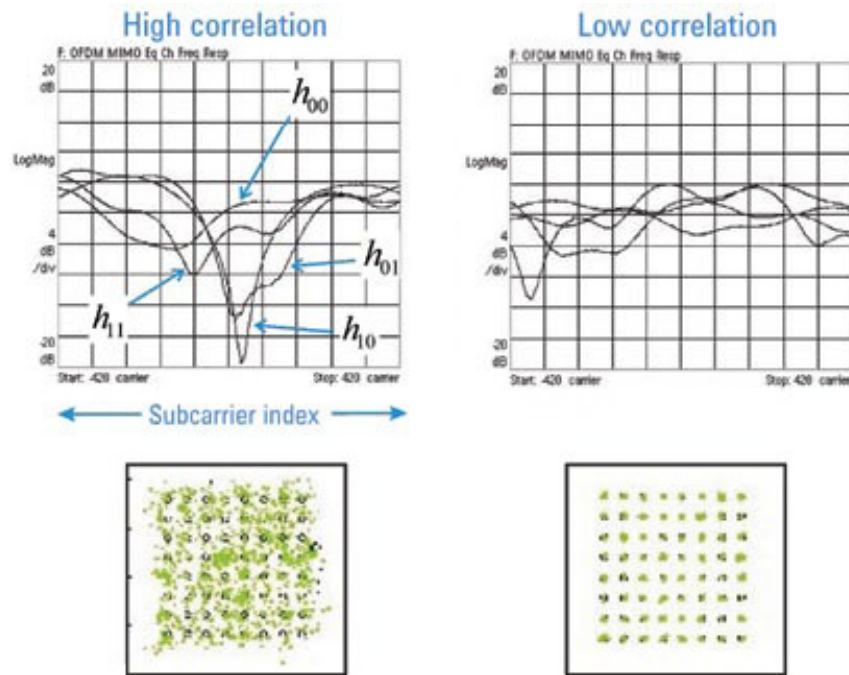 High correlation
F: OFDM MIMO Eq Ch Freq Resp
20
dB
LogMag
4
dB
/div
-20
dB
h00
h01
h11
h10
Start: -420 carrier
Stop: 420 carrier
Subcarrier index
Low correlation
F: OFDM MIMO Eq Ch Freq Resp
20
dB
LogMag
4
dB
/div
-20
dB
Start: -420 carrier
Stop: 420 carrier